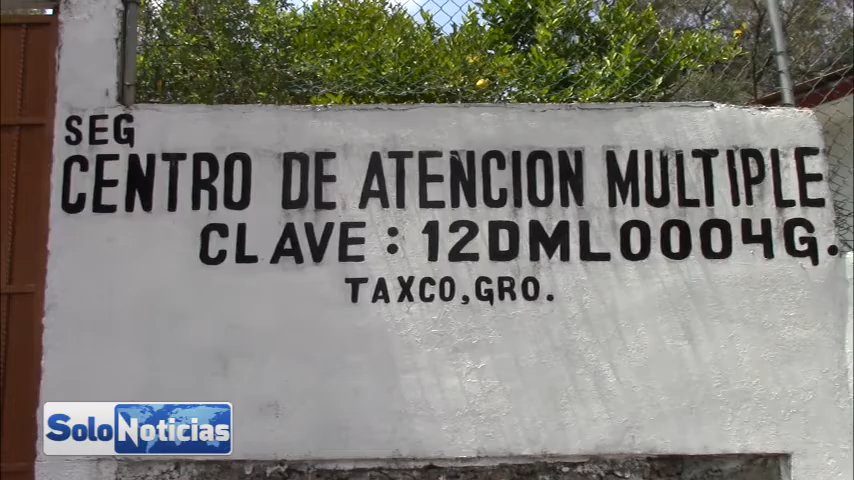 SEG
CENTRO DE ATENCION MULTIPLE
CLAVE: 12DML0004G.
TAXCO, GRO.
SoloNoticias